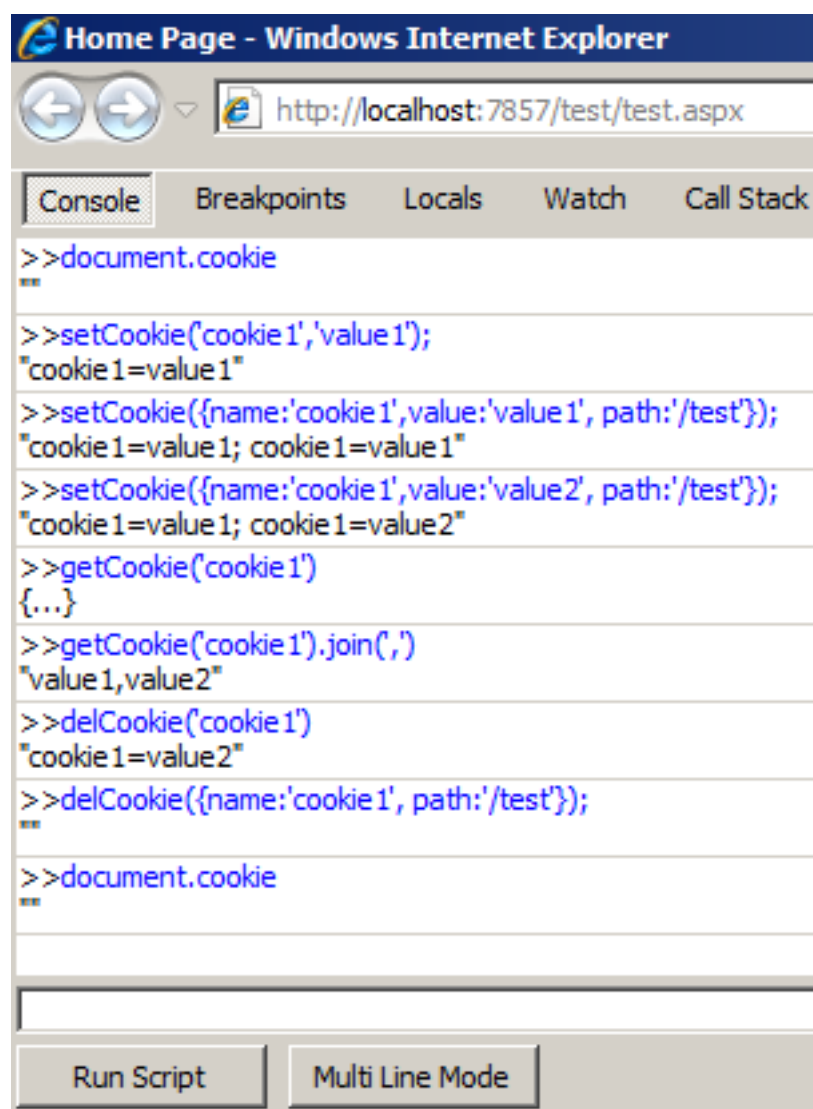 Home Page - Windows Internet Explorer
http://localhost:7857/test/test.aspx
Console Breakpoints Locals Watch Call Stack
>>document.cookie
""
>>setCookie('cookie1','value1');
"cookie1=value1"
>>setCookie({name:'cookie1',value:'value1', path:'/test'});
"cookie1=value1; cookie1=value1"
>>setCookie({name:'cookie1',value:'value2', path:'/test'});
"cookie1=value1; cookie1=value2"
>>getCookie('cookie1')
{...}
>>getCookie('cookie1').join(',')
"value1,value2"
>>delCookie('cookie1')
"cookie1=value2"
>>delCookie({name:'cookie1', path:'/test'});
""
>>document.cookie
""
Run Script Multi Line Mode